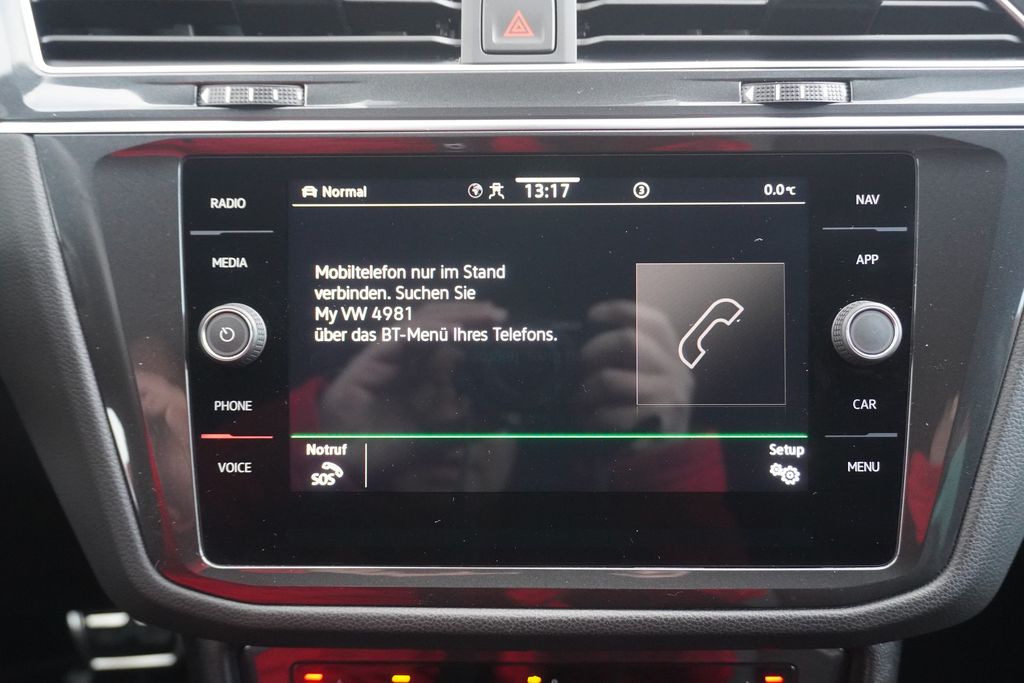 RADIO
MEDIA
PHONE
VOICE
Normal
13:17
3
0.0°C
Mobiltelefon nur im Stand
verbinden. Suchen Sie
My VW 4981
über das BT-Menü Ihres Telefons.
Notruf
SOS
Setup
NAV
APP
CAR
MENU